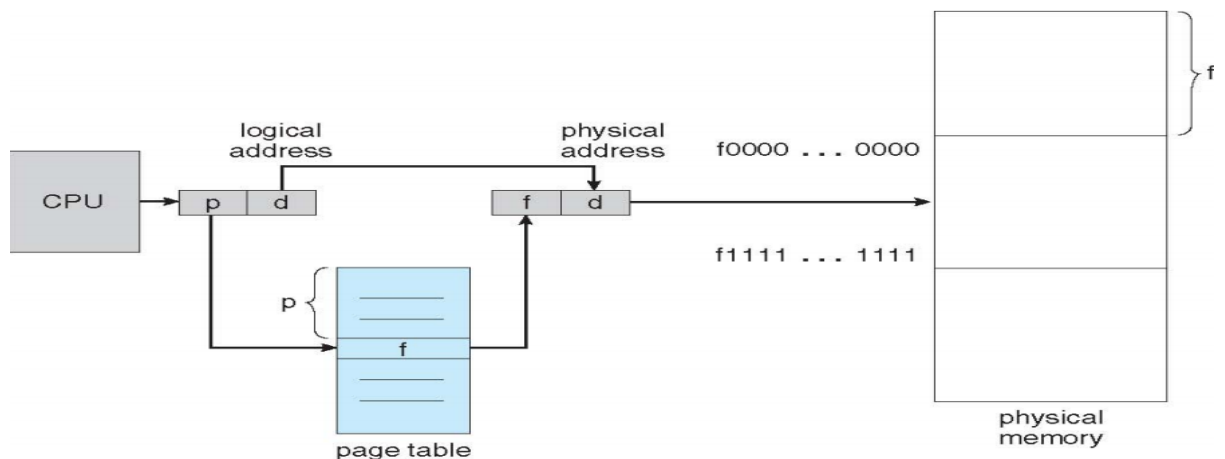 f
logical
address
physical
address
f0000 ... 0000
CPU
p
d
f
d
f1111 ... 1111
p
f
page table
physical
memory